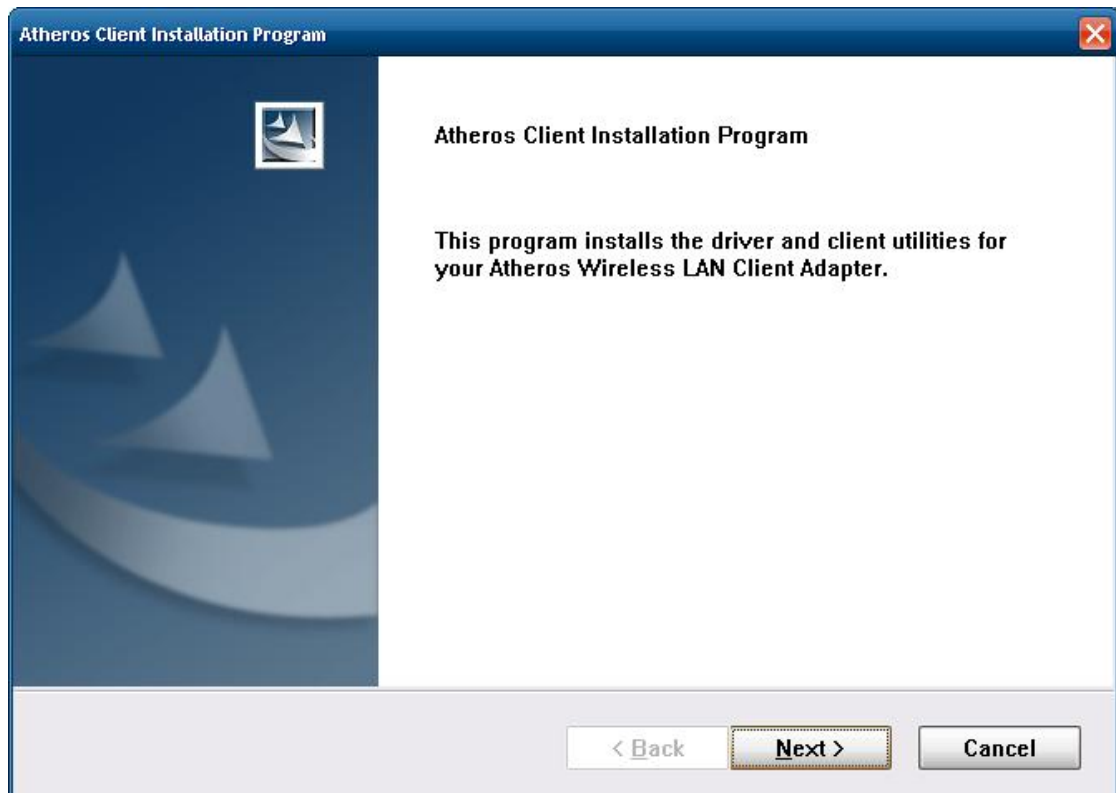 Atheros Client Installation Program
Atheros Client Installation Program
This program installs the driver and client utilities for
your Atheros Wireless LAN Client Adapter.
< Back
Next >
Cancel